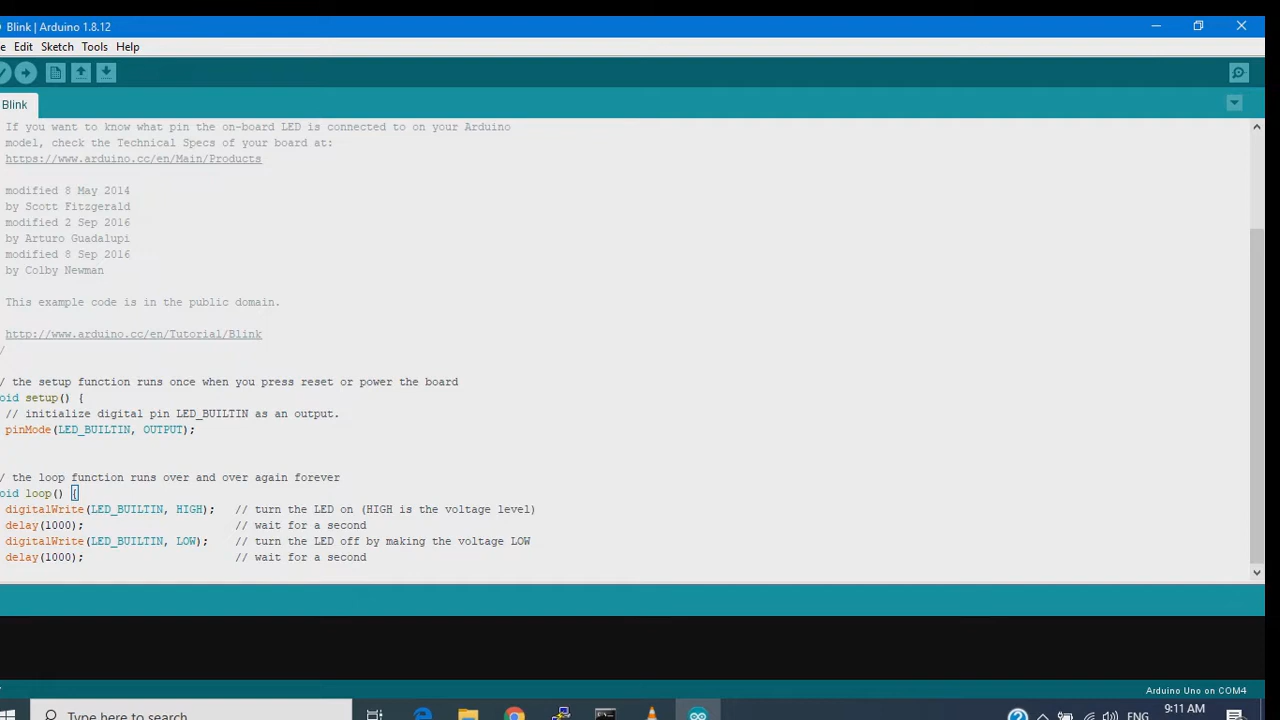 Blink | Arduino 1.8.12
e Edit Sketch Tools Help
Blink
If you want to know what pin the on-board LED is connected to on your Arduino
model, check the Technical Specs of your board at:
https://www.arduino.cc/en/Main/Products
modified 8 May 2014
by Scott Fitzgerald
modified 2 Sep 2016
by Arturo Guadalupi
modified 8 Sep 2016
by Colby Newman
This example code is in the public domain.
http://www.arduino.cc/en/Tutorial/Blink
/
/ the setup function runs once when you press reset or power the board
oid setup() {
// initialize digital pin LED_BUILTIN as an output.
pinMode(LED_BUILTIN, OUTPUT);
/ the loop function runs over and over again forever
oid loop() {
digitalWrite(LED_BUILTIN, HIGH); // turn the LED on (HIGH is the voltage level)
delay(1000); // wait for a second
digitalWrite(LED_BUILTIN, LOW); // turn the LED off by making the voltage LOW
delay(1000); // wait for a second
Arduino Uno on COM4
Type here to search
ENG
9:11 AM